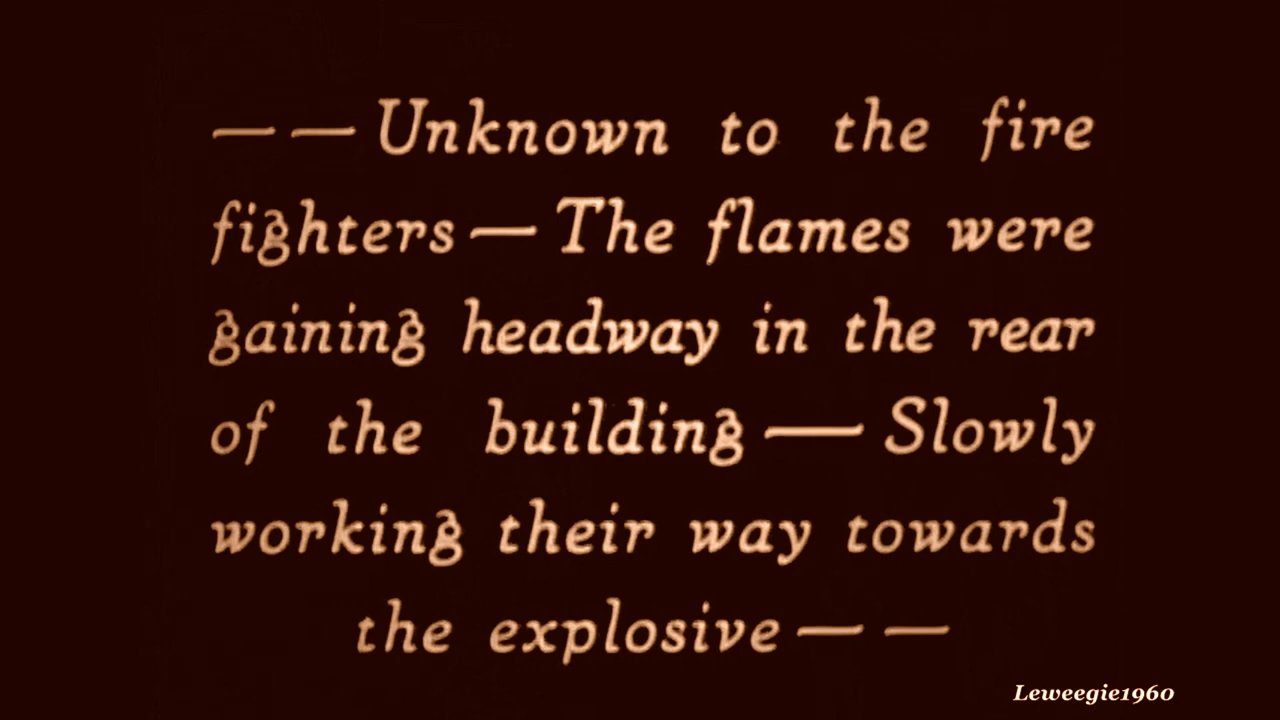 — — Unknown to the fire
fighters — The flames were
gaining headway in the rear
of the building — Slowly
working their way towards
the explosive — —
Leweegie1960